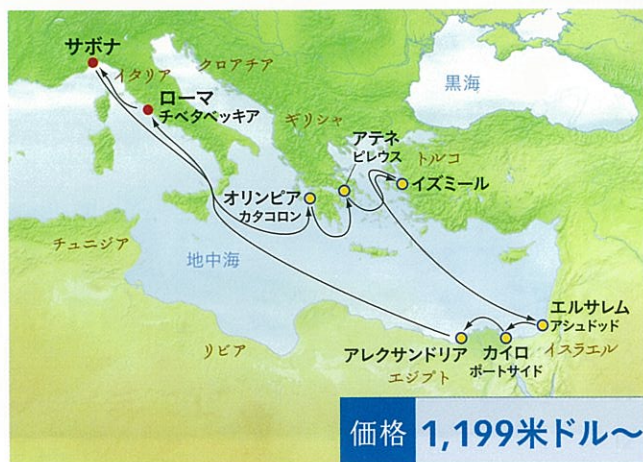 サボナ
イタリア
クロアチア
黒海
ローマ
チベタベッキア
ギリシャ
アテネ
ピレウス
トルコ
イズミール
オリンピア
カタコロン
チュニジア
地中海
エルサレム
アシュドッド
リビア
アレクサンドリア
カイロ
ポートサイド
イスラエル
エジプト
価格 1,199米ドル～